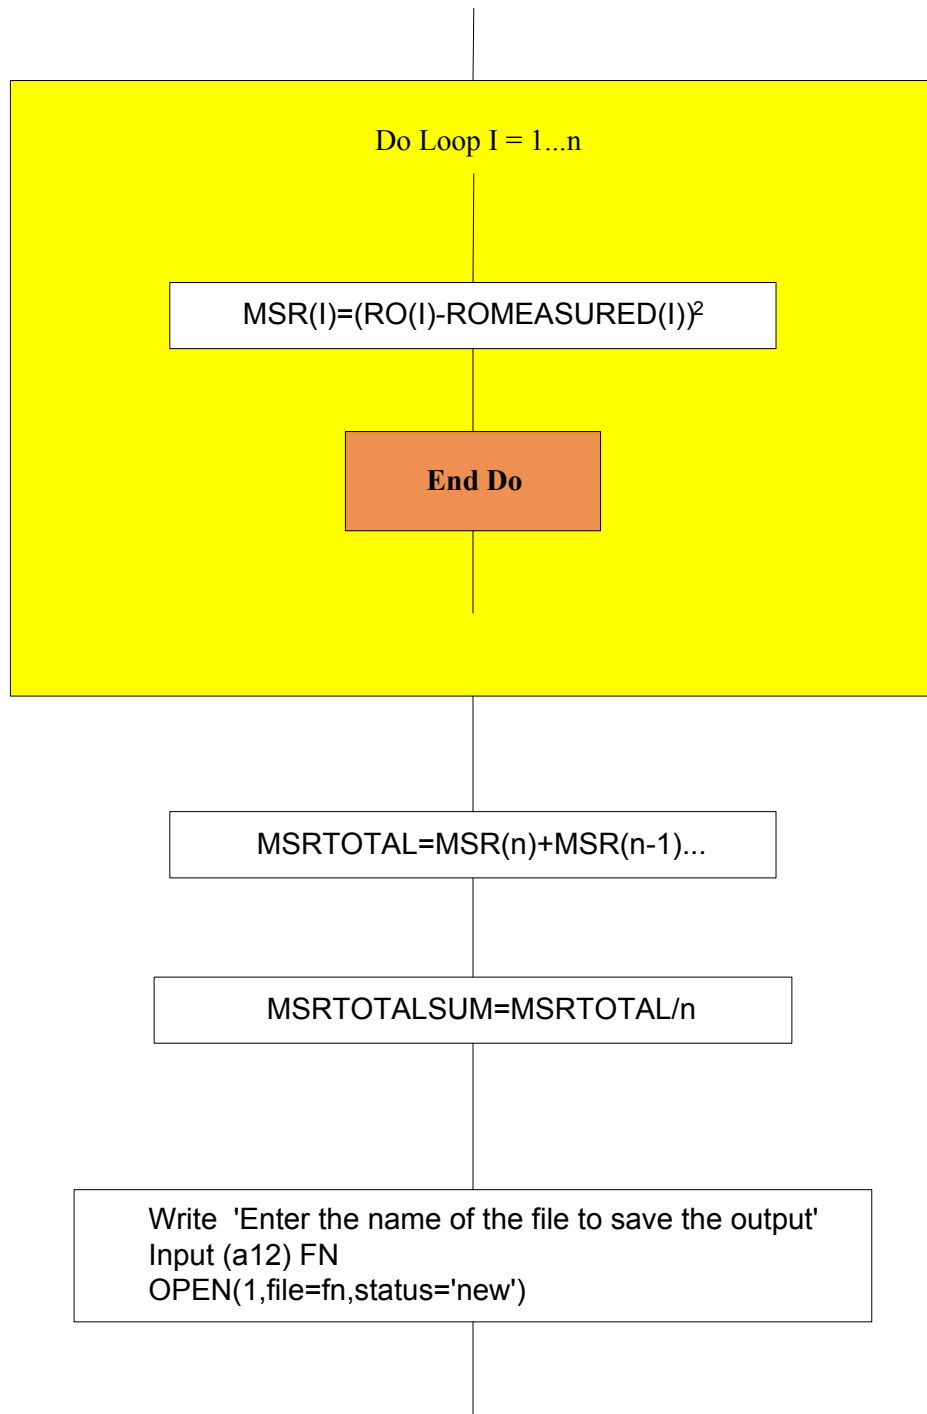 Do Loop I = 1...n
MSR(I)=(RO(I)-ROMEASURED(I))²
End Do
MSRTOTAL=MSR(n)+MSR(n-1)...
MSRTOTALSUM=MSRTOTAL/n
Write 'Enter the name of the file to save the output'
Input (a12) FN
OPEN(1,file=fn,status='new')